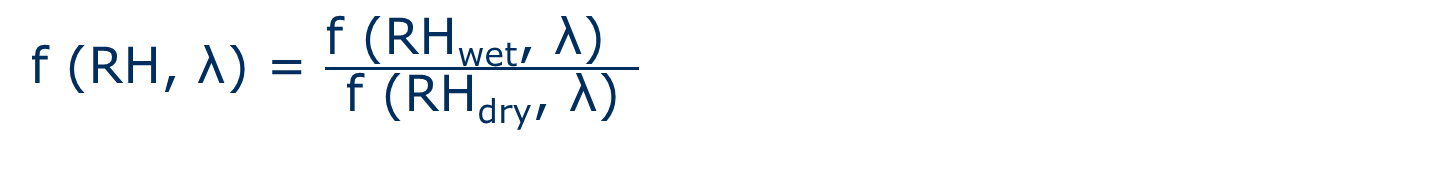 f (RH, λ) = f (RHwet, λ)
f (RHdry, λ)